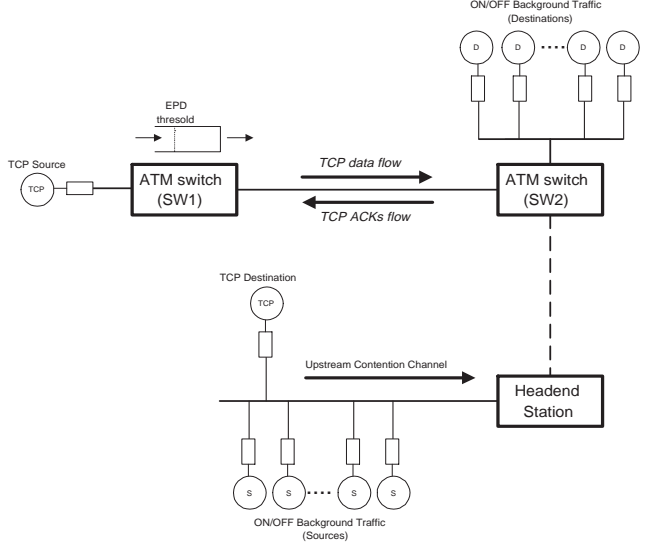 ON/OFF Background Traffic
(Destinations)
D
D
D
D
EPD
thresold
TCP Source
TCP
ATM switch
(SW1)
TCP data flow
TCP ACKs flow
ATM switch
(SW2)
TCP Destination
TCP
Upstream Contention Channel
Headend
Station
S
S
S
S
ON/OFF Background Traffic
(Sources)